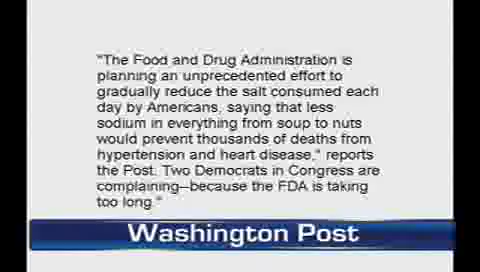 "The Food and Drug Administration is
planning an unprecedented effort to
gradually reduce the salt consumed each
day by Americans, saying that less
sodium in everything from soup to nuts
would prevent thousands of deaths from
hypertension and heart disease," reports
the Post. Two Democrats in Congress are
complaining--because the FDA is taking
too long."
Washington Post